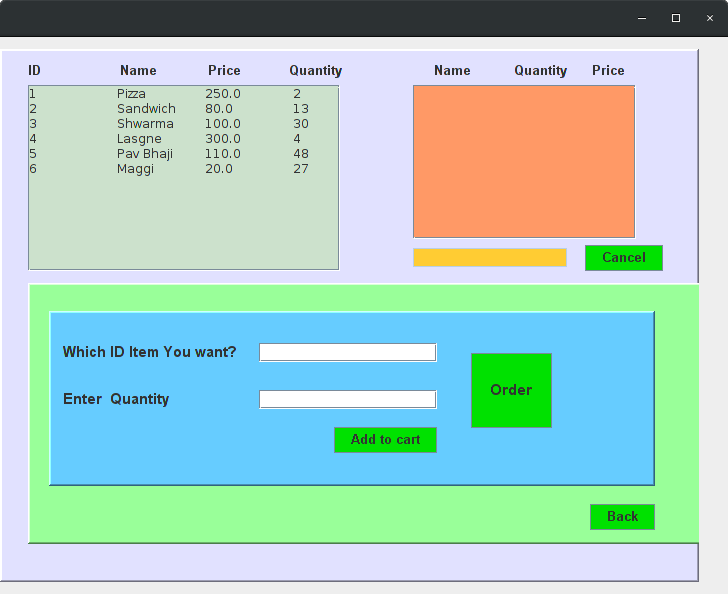 ID Name Price Quantity Name Quantity Price
1 Pizza 250.0 2
2 Sandwich 80.0 13
3 Shwarma 100.0 30
4 Lasgne 300.0 4
5 Pav Bhaji 110.0 48
6 Maggi 20.0 27
Cancel
Which ID Item You want?
Order
Enter Quantity
Add to cart
Back